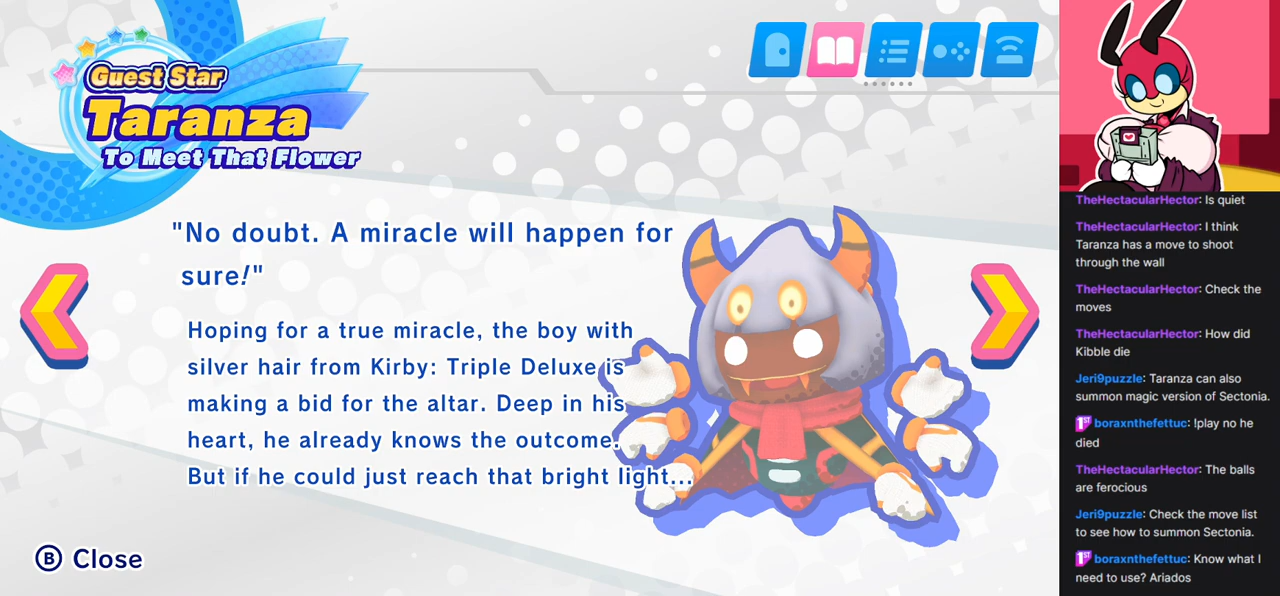 Guest Star
Taranza
To Meet That Flower
"No doubt. A miracle will happen for
sure!"
Hoping for a true miracle, the boy with
silver hair from Kirby: Triple Deluxe is
making a bid for the altar. Deep in his
heart, he already knows the outcome.
But if he could just reach that bright light...
B Close
TheHectacularHector: Is quiet
TheHectacularHector: I think
Taranza has a move to shoot
through the wall
TheHectacularHector: Check the
moves
TheHectacularHector: How did
Kibble die
Jeri9puzzle: Taranza can also
summon magic version of Sectonia.
1ST boraxnthefettuc: !play no he
died
TheHectacularHector: The balls
are ferocious
Jeri9puzzle: Check the move list
to see how to summon Sectonia.
1ST boraxnthefettuc: Know what I
need to use? Ariados